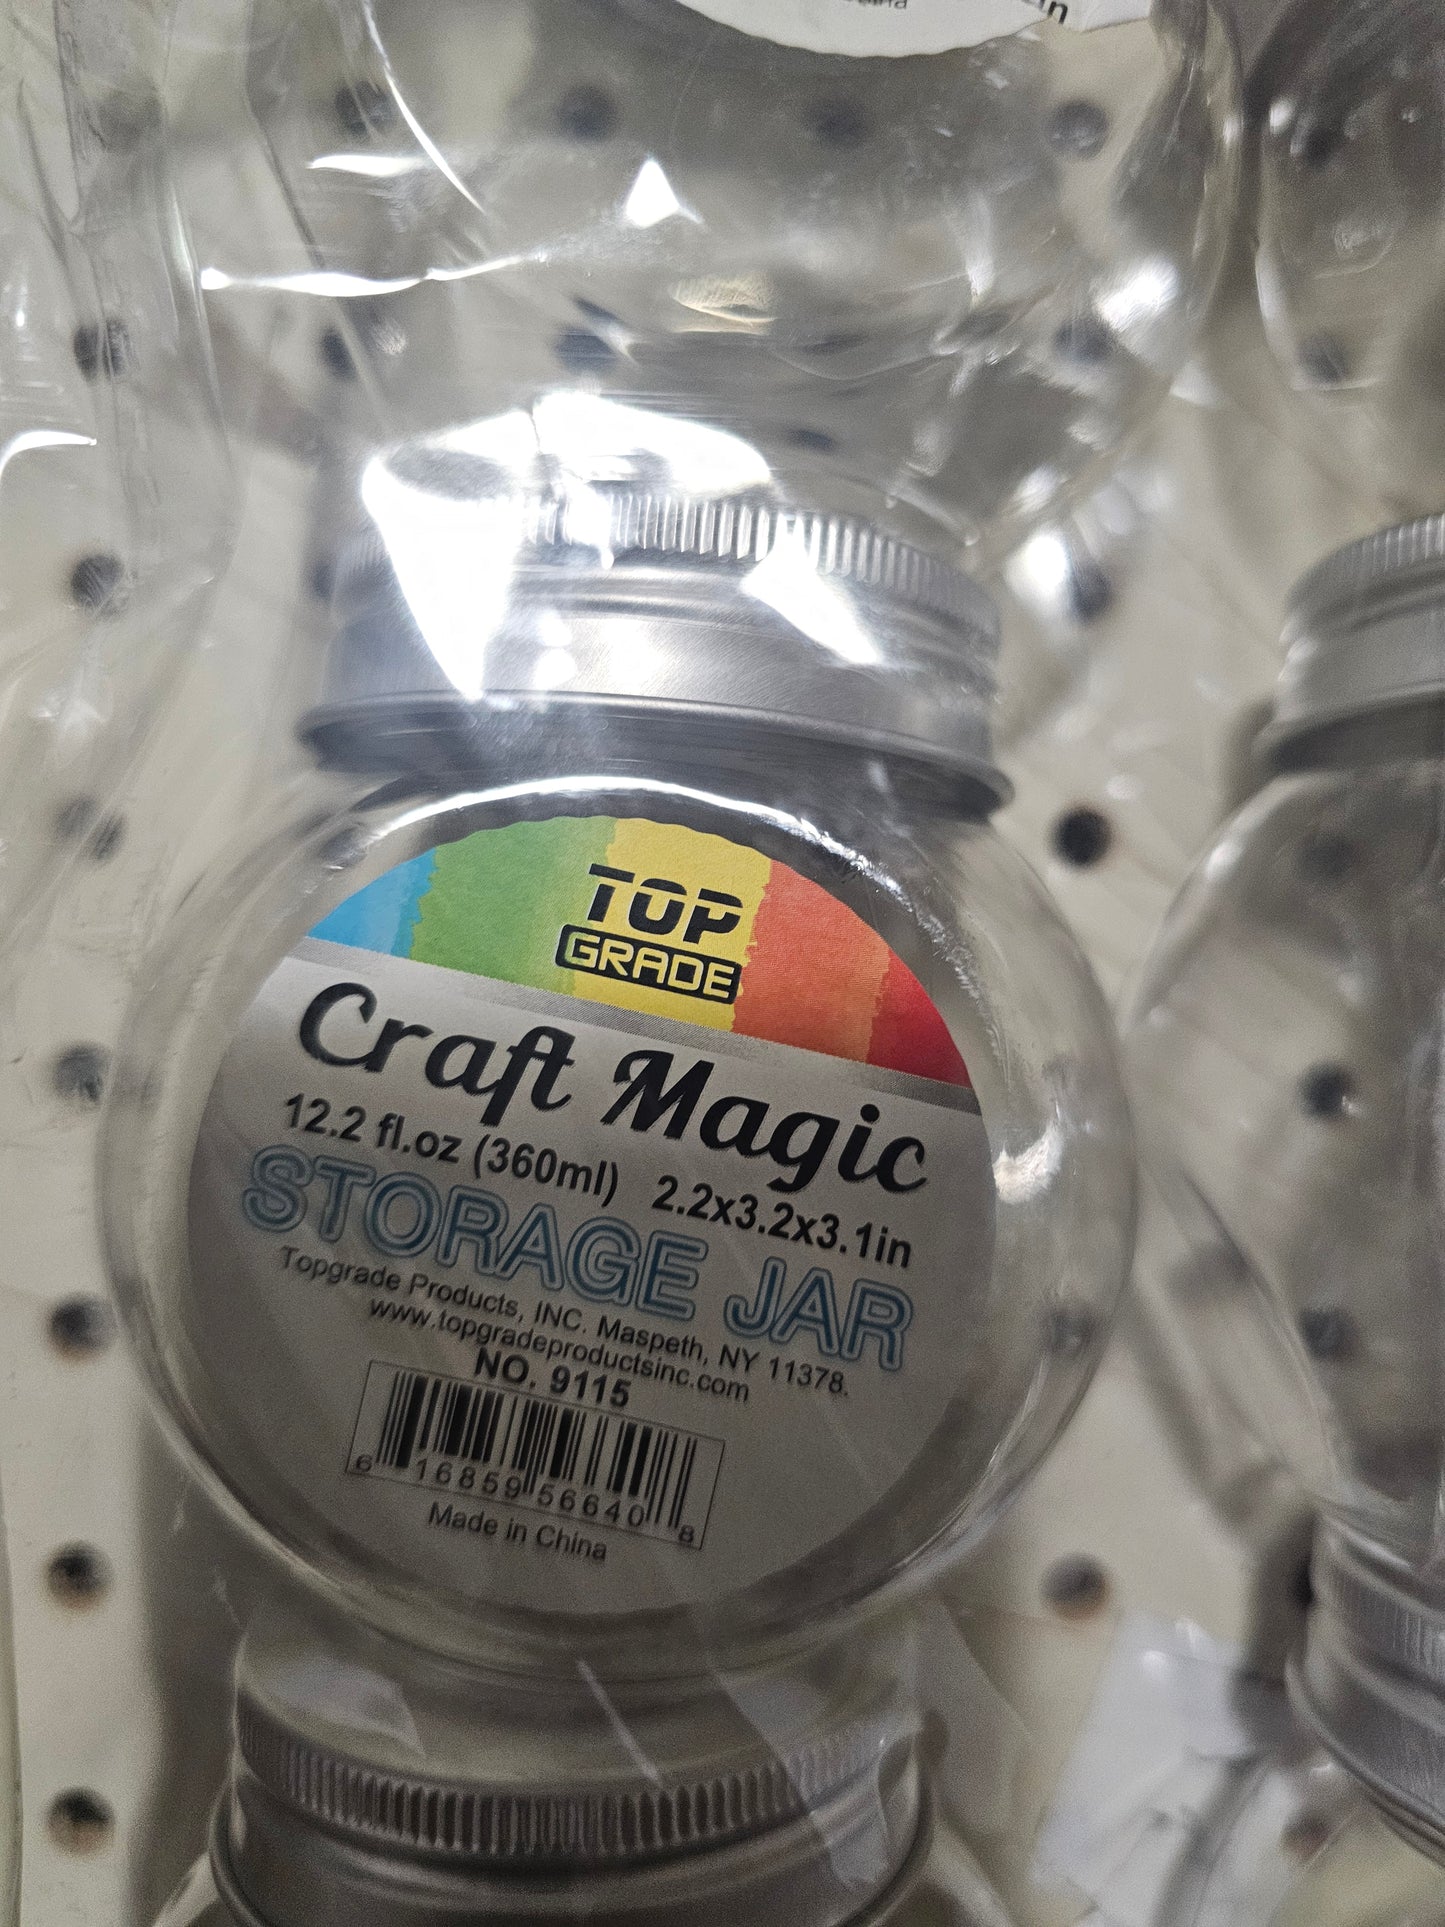 TOP
GRADE
Craft Magic
12.2 fl.oz (360ml) 2.2x3.2x3.1in
STORAGE JAR
Topgrade Products, INC. Maspeth, NY 11378.
www.topgradeproductsinc.com
NO. 9115
6 16859 56640 8
Made in China